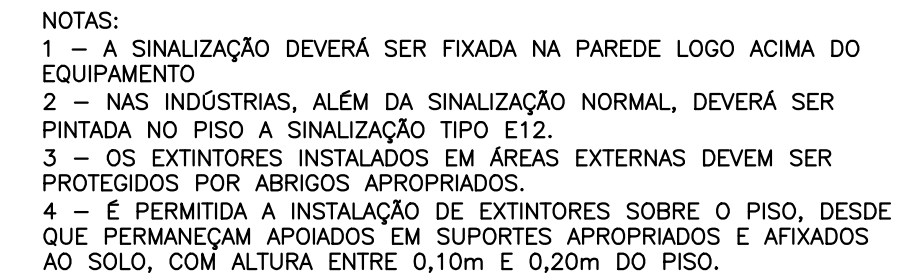 NOTAS:
1 – A SINALIZAÇÃO DEVERÁ SER FIXADA NA PAREDE LOGO ACIMA DO
EQUIPAMENTO
2 – NAS INDÚSTRIAS, ALÉM DA SINALIZAÇÃO NORMAL, DEVERÁ SER
PINTADA NO PISO A SINALIZAÇÃO TIPO E12.
3 – OS EXTINTORES INSTALADOS EM ÁREAS EXTERNAS DEVEM SER
PROTEGIDOS POR ABRIGOS APROPRIADOS.
4 – É PERMITIDA A INSTALAÇÃO DE EXTINTORES SOBRE O PISO, DESDE
QUE PERMANEÇAM APOIADOS EM SUPORTES APROPRIADOS E AFIXADOS
AO SOLO, COM ALTURA ENTRE 0,10m E 0,20m DO PISO.